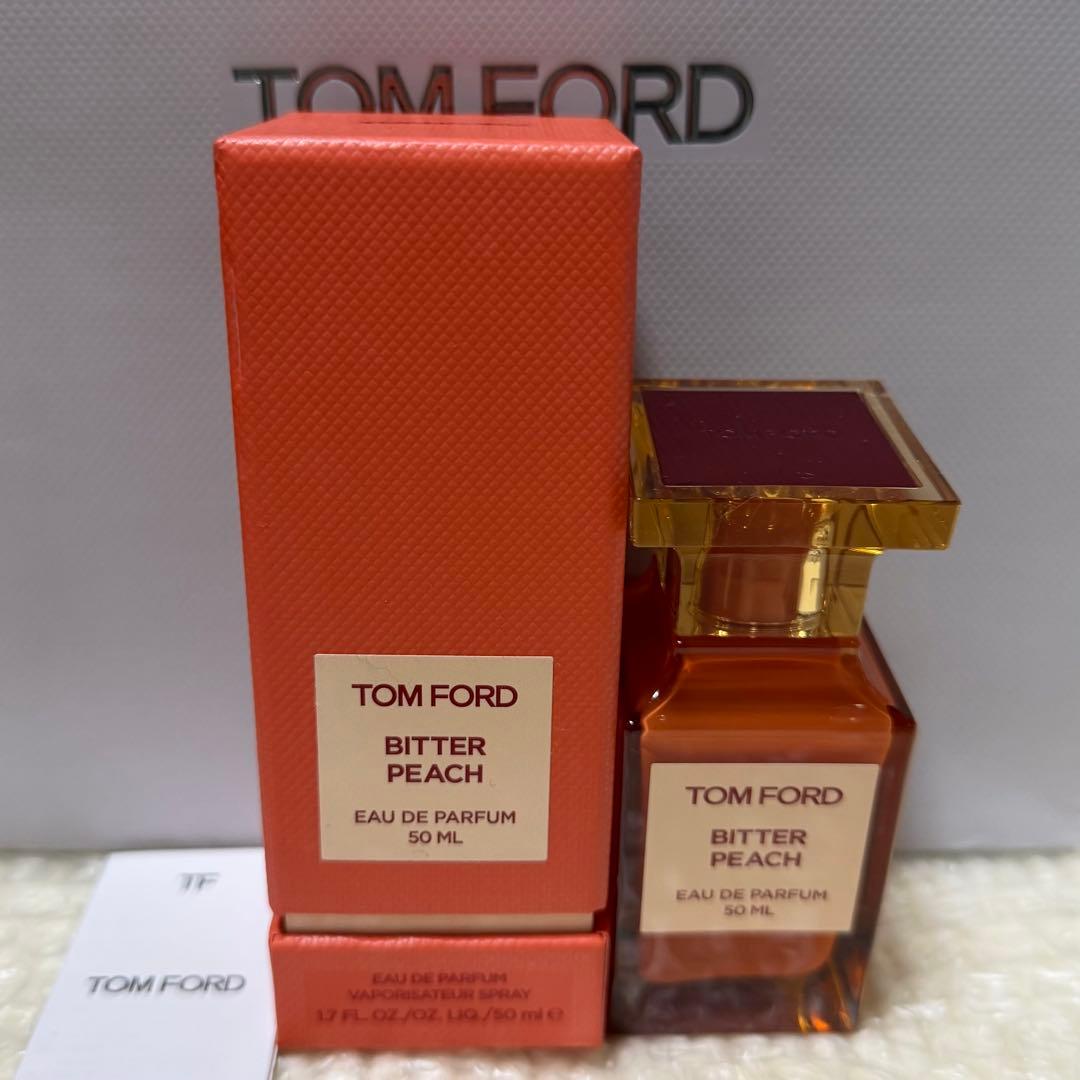 TOM FORD
TOM FORD
BITTER
PEACH
EAU DE PARFUM
50 ML
EAU DE PARFUM
VAPORISATEUR SPRAY
1.7 FL. OZ./OZ. LIQ./50 ml e
TOM FORD
BITTER
PEACH
EAU DE PARFUM
50 ML
TF
TOM FORD